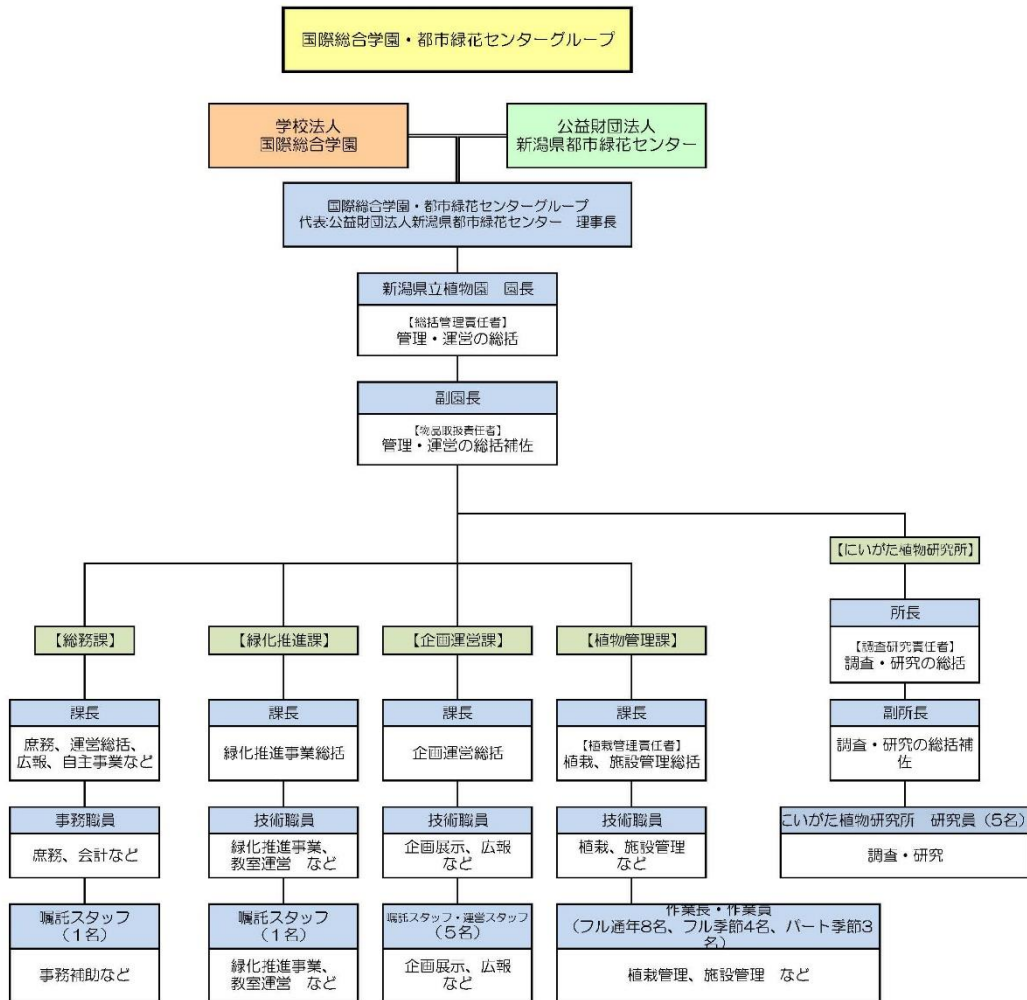 国際総合学園・都市緑花センターグループ
学校法人
国際総合学園
公益財団法人
新潟県都市緑花センター
国際総合学園・都市緑花センターグループ
代表:公益財団法人新潟県都市緑花センター　理事長
新潟県立植物園　園長
【総括管理責任者】
管理・運営の総括
副園長
【物品取扱責任者】
管理・運営の総括補佐
【総務課】
課長
庶務、運営総括、
広報、自主事業など
事務職員
庶務、会計など
嘱託スタッフ
（１名）
事務補助など
【緑化推進課】
課長
緑化推進事業総括
技術職員
緑化推進事業、
教室運営　など
嘱託スタッフ
（１名）
緑化推進事業、
教室運営　など
【企画運営課】
課長
企画運営総括
技術職員
企画展示、広報
など
嘱託スタッフ・運営スタッフ
（５名）
企画展示、広報
など
【植物管理課】
課長
【植栽管理責任者】
植栽、施設管理総括
技術職員
植栽、施設管理
など
作業長・作業員
（フル通年8名、フル季節4名、パート季節3
名）
植栽管理、施設管理　など
【にいがた植物研究所】
所長
【調査研究責任者】
調査・研究の総括
副所長
調査・研究の総括補
佐
にいがた植物研究所　研究員（5名）
調査・研究